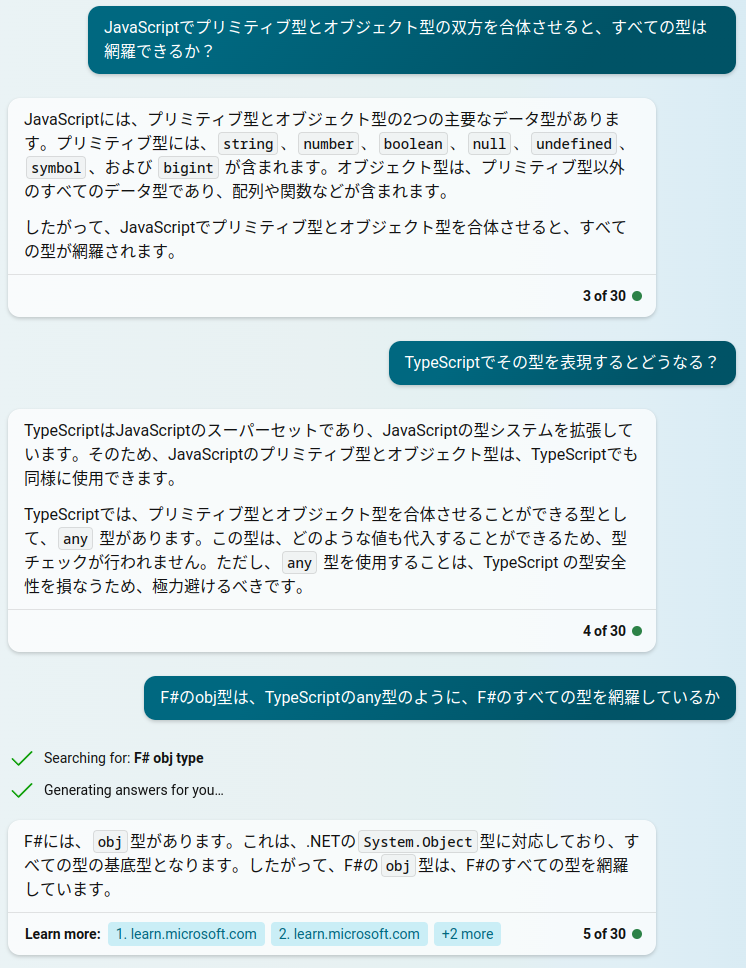 JavaScriptでプリミティブ型とオブジェクト型の双方を合体させると、すべての型は
網羅できるか？
JavaScriptには、プリミティブ型とオブジェクト型の2つの主要なデータ型がありま
す。プリミティブ型には、 string 、 number 、 boolean 、 null 、 undefined 、
symbol 、および bigint が含まれます。オブジェクト型は、プリミティブ型以外
のすべてのデータ型であり、配列や関数などが含まれます。
したがって、JavaScriptでプリミティブ型とオブジェクト型を合体させると、すべて
の型が網羅されます。
3 of 30
TypeScriptでその型を表現するとどうなる？
TypeScriptはJavaScriptのスーパーセットであり、JavaScriptの型システムを拡張して
います。そのため、JavaScriptのプリミティブ型とオブジェクト型は、TypeScriptでも
同様に使用できます。
TypeScriptでは、プリミティブ型とオブジェクト型を合体させることができる型とし
て、 any 型があります。この型は、どのような値も代入することができるため、型
チェックが行われません。ただし、 any 型を使用することは、TypeScript の型安全
性を損なうため、極力避けるべきです。
4 of 30
F#のobj型は、TypeScriptのany型のように、F#のすべての型を網羅しているか
Searching for: F# obj type
Generating answers for you…
F#には、 obj 型があります。これは、.NETの System.Object 型に対応しており、す
べての型の基底型となります。したがって、F#の obj 型は、F#のすべての型を網羅
しています。
Learn more: 1. learn.microsoft.com 2. learn.microsoft.com +2 more 5 of 30